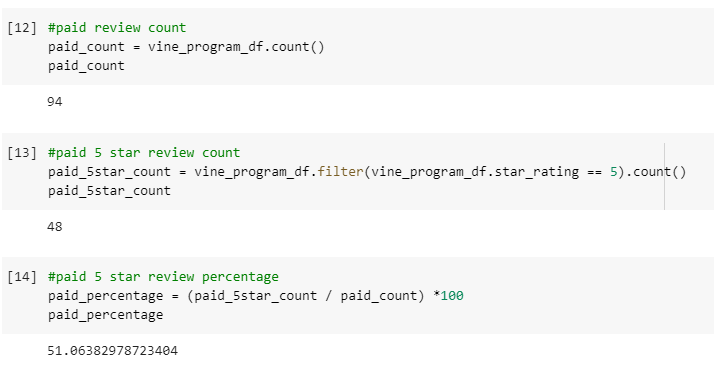 [12] #paid review count
paid_count = vine_program_df.count()
paid_count
94
[13] #paid 5 star review count
paid_5star_count = vine_program_df.filter(vine_program_df.star_rating == 5).count()
paid_5star_count
48
[14] #paid 5 star review percentage
paid_percentage = (paid_5star_count / paid_count) *100
paid_percentage
51.06382978723404